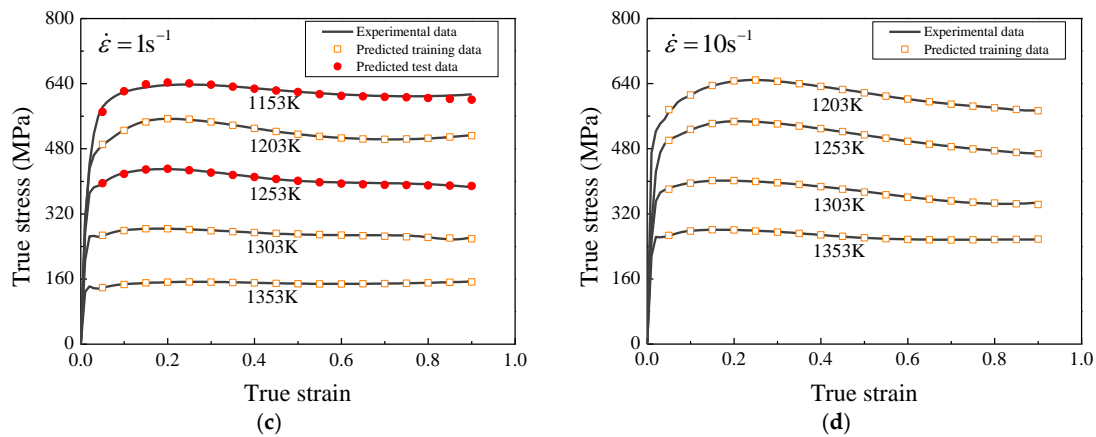 800
640
480
320
160
0
True stress (MPa)
ε̇ = 1s⁻¹
Experimental data
Predicted training data
Predicted test data
1153K
1203K
1253K
1303K
1353K
0.0 0.2 0.4 0.6 0.8 1.0
True strain
(c)
800
640
480
320
160
0
True stress (MPa)
ε̇ = 10s⁻¹
Experimental data
Predicted training data
1203K
1253K
1303K
1353K
0.0 0.2 0.4 0.6 0.8 1.0
True strain
(d)